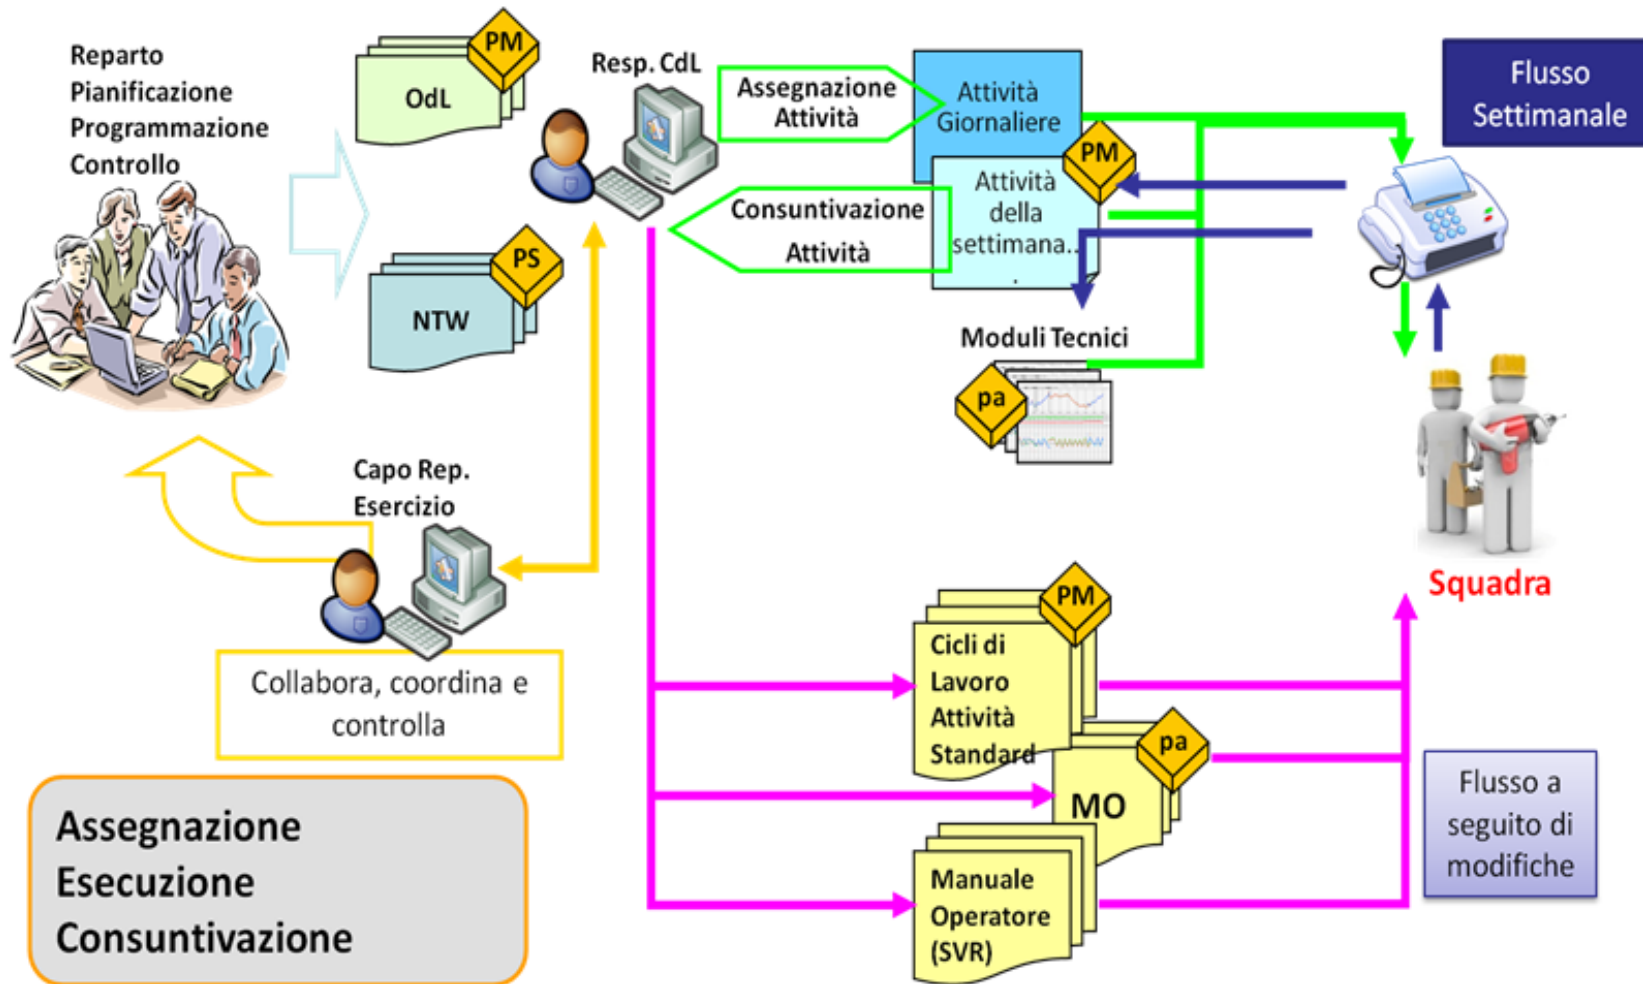 Reparto
Pianificazione
Programmazione
Controllo
PM
OdL
PS
NTW
Resp. CdL
Assegnazione
Attività
Consuntivazione
Attività
Attività
Giornaliere
PM
Attività
della
settimana..
.
Flusso
Settimanale
Moduli Tecnici
pa
Squadra
Capo Rep.
Esercizio
Collabora, coordina e
controlla
PM
Cicli di
Lavoro
Attività
Standard
pa
MO
Manuale
Operatore
(SVR)
Flusso a
seguito di
modifiche
Assegnazione
Esecuzione
Consuntivazione